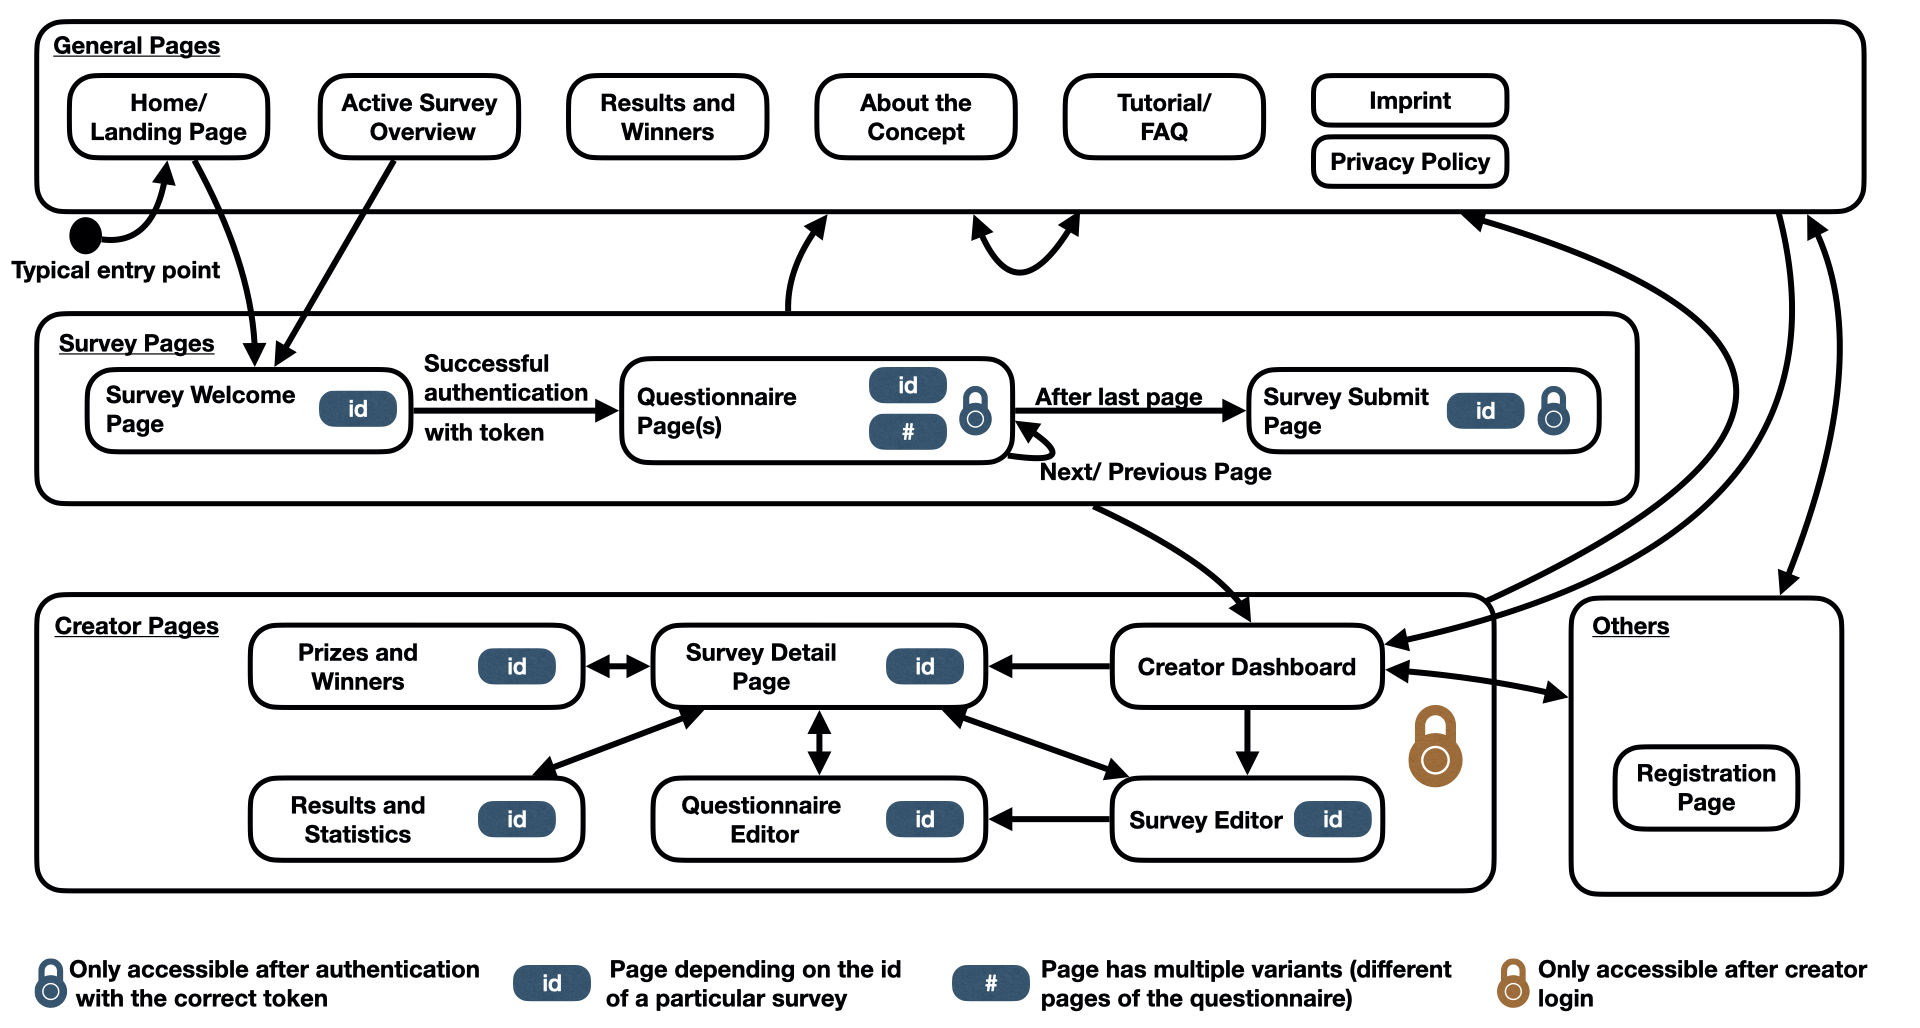 General Pages
Home/
Landing Page
Active Survey
Overview
Results and
Winners
About the
Concept
Tutorial/
FAQ
Imprint
Privacy Policy
Typical entry point
Survey Pages
Survey Welcome
Page
id
Successful
authentication
with token
Questionnaire
Page(s)
id
#
After last page
Next/ Previous Page
Survey Submit
Page
id
Creator Pages
Prizes and
Winners
id
Survey Detail
Page
id
Creator Dashboard
Results and
Statistics
id
Questionnaire
Editor
id
Survey Editor
id
Others
Registration
Page
Only accessible after authentication
with the correct token
id
Page depending on the id
of a particular survey
#
Page has multiple variants (different
pages of the questionnaire)
Only accessible after creator
login